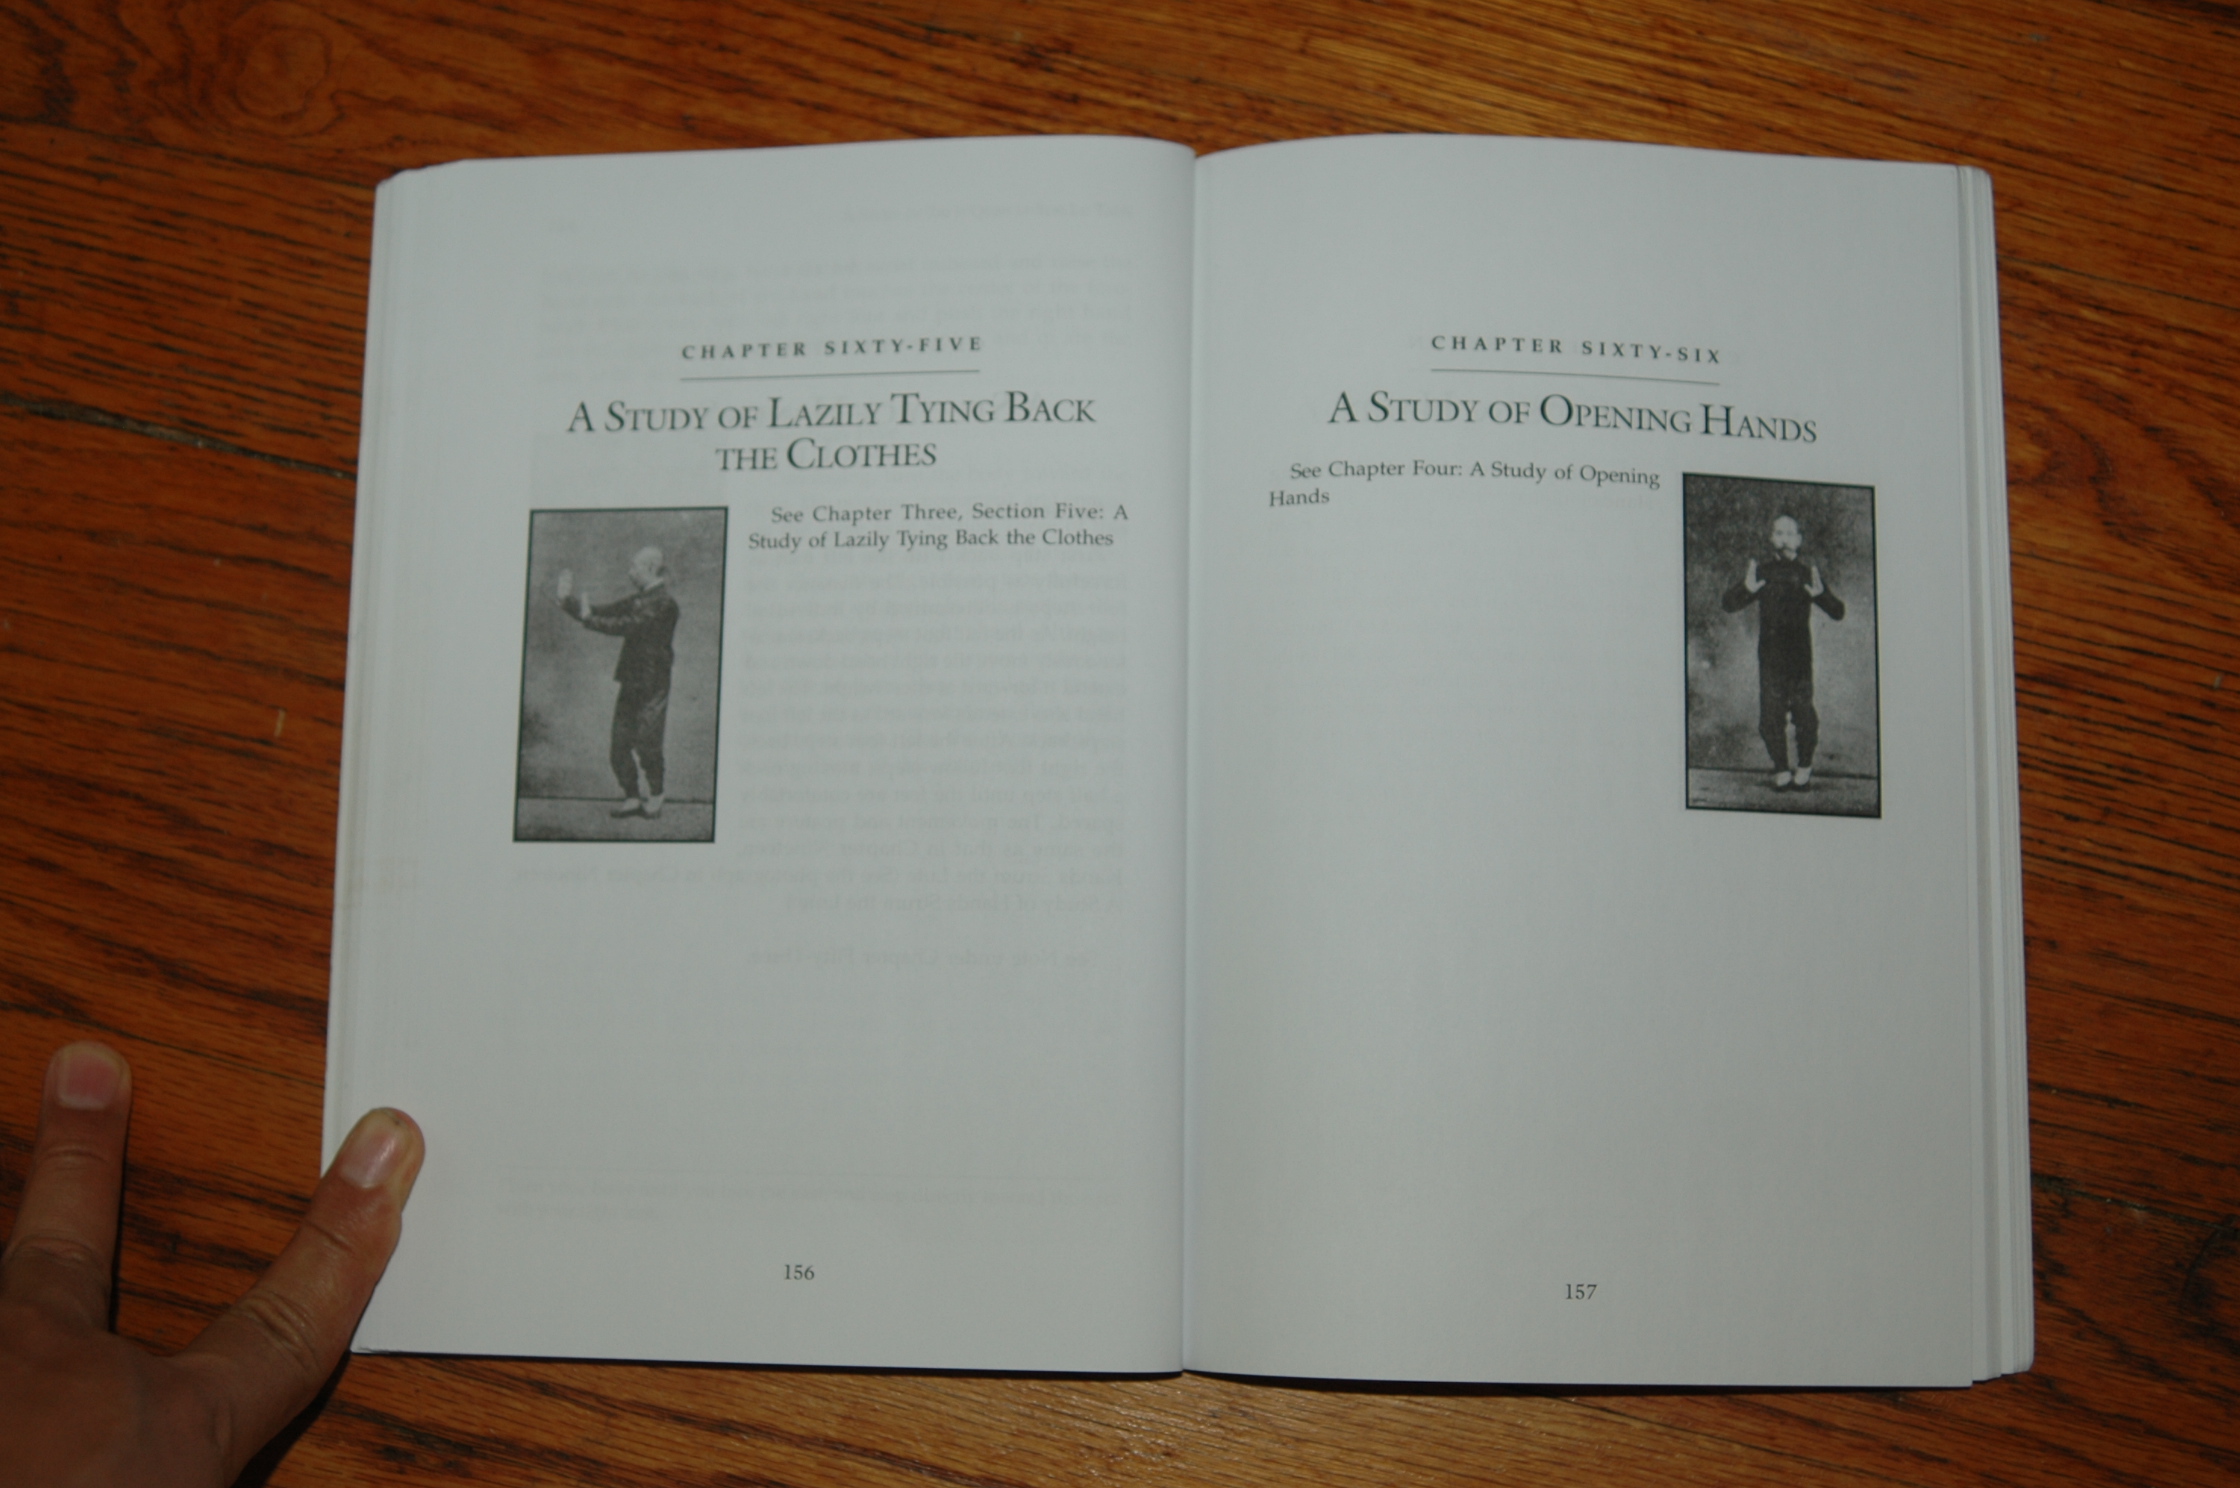 CHAPTER SIXTY-FIVE
A STUDY OF LAZILY TYING BACK
THE CLOTHES
See Chapter Three, Section Five: A
Study of Lazily Tying Back the Clothes
156
CHAPTER SIXTY-SIX
A STUDY OF OPENING HANDS
See Chapter Four: A Study of Opening
Hands
157